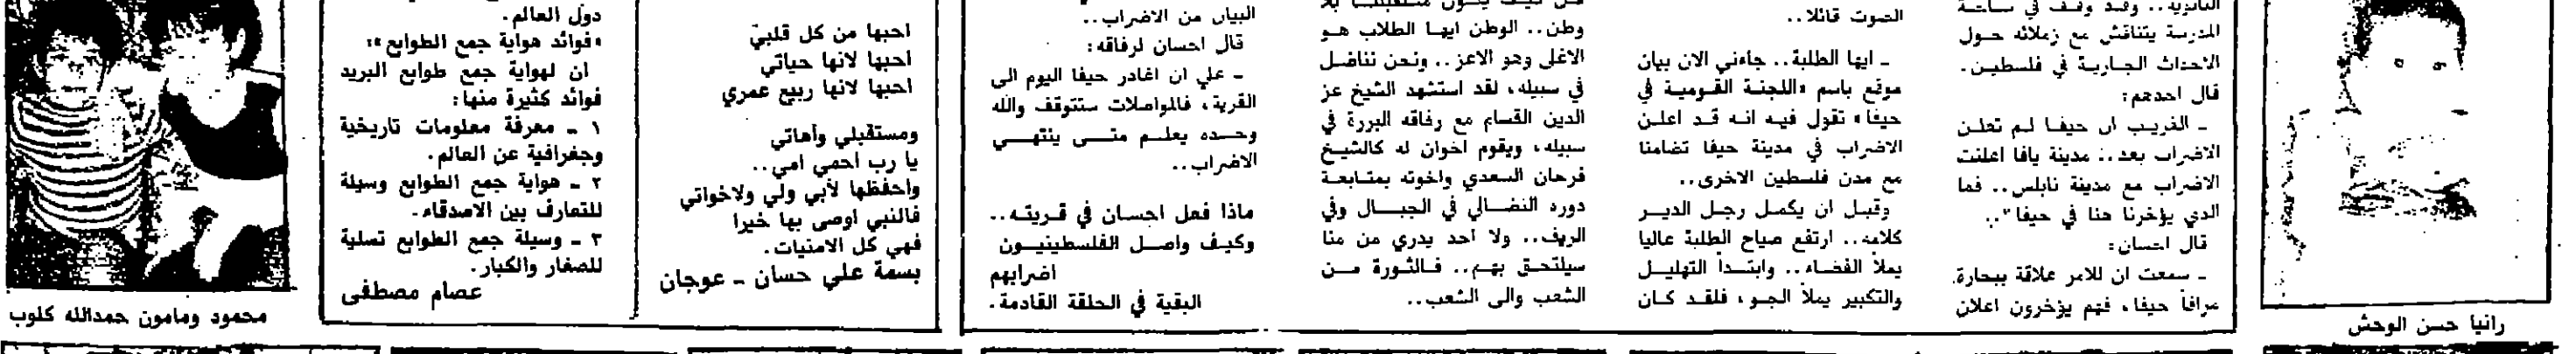 الثانوية.. وقد وقف في ساحة
المدرسة يتناقش مع زملائه حول
الاحداث الجارية في فلسطين.
قال احدهم:
ـ الغريب ان حيفا لم تعلن
الاضراب بعد.. مدينة يافا اعلنت
الاضراب مع مدينة نابلس.. فما
الذي يؤخرنا هنا في حيفا"..
قال احسان:
ـ سمعت ان للامر علاقة ببحارة
مرافأ حيفا، فهم يؤخرون اعلان
الصوت قائلا..
ـ ايها الطلبة.. جاءني الان بيان
موقع باسم «اللجنة القومية في
حيفا» تقول فيه انه قد اعلن
الاضراب في مدينة حيفا تضامنا
مع مدن فلسطين الاخرى..
وقبل ان يكمل رجل الدير
كلامه.. ارتفع صياح الطلبة عاليا
يملأ الفضاء.. وابتدأ التهليل
والتكبير يملأ الجو، فلقد كان
وطن.. الوطن ايها الطلاب هو
الاغلى وهو الاعز.. ونحن نناضل
في سبيله، لقد استشهد الشيخ عز
الدين القسام مع رفاقه البررة في
سبيله، ويقوم اخوان له كالشيخ
فرحان السعدي واخوته بمتابعة
دوره النضالي في الجبال وفي
الريف.. ولا احد يدري من منا
سيلتحق بهم.. فالثورة من
الشعب والى الشعب..
البيان من الاضراب..
قال احسان لرفاقه:
ـ علي ان اغادر حيفا اليوم الى
القرية، فالمواصلات ستتوقف والله
وحده يعلم متى ينتهي
الاضراب..
ماذا فعل احسان في قريته..
وكيف واصل الفلسطينيون
اضرابهم
البقية في الحلقة القادمة.
احبها من كل قلبي
احبها لانها حياتي
احبها لانها ربيع عمري
ومستقبلي وأهاتي
يا رب احمي امي..
واحفظها لأبي ولي ولاخواتي
فالنبي اوصى بها خيرا
فهي كل الامنيات.
بسمة علي حسان ـ عوجان
دول العالم.
«فوائد هواية جمع الطوابع»:
ان لهواية جمع طوابع البريد
فوائد كثيرة منها:
١ ـ معرفة معلومات تاريخية
وجغرافية عن العالم.
٢ ـ هواية جمع الطوابع وسيلة
للتعارف بين الاصدقاء.
٣ ـ وسيلة جمع الطوابع تسلية
للصغار والكبار.
عصام مصطفى
رانيا حسن الوحش
محمود ومامون حمدالله كلوب